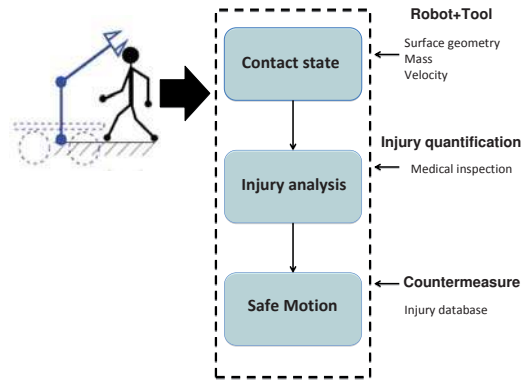 Robot+Tool
Contact state
Surface geometry
Mass
Velocity
Injury quantification
Injury analysis
Medical inspection
Countermeasure
Safe Motion
Injury database